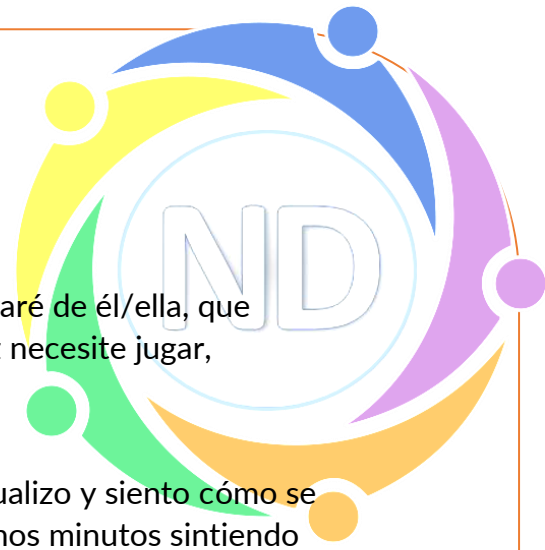 ND
aré de él/ella, que
necesite jugar,
ualizo y siento cómo se
nos minutos sintiendo